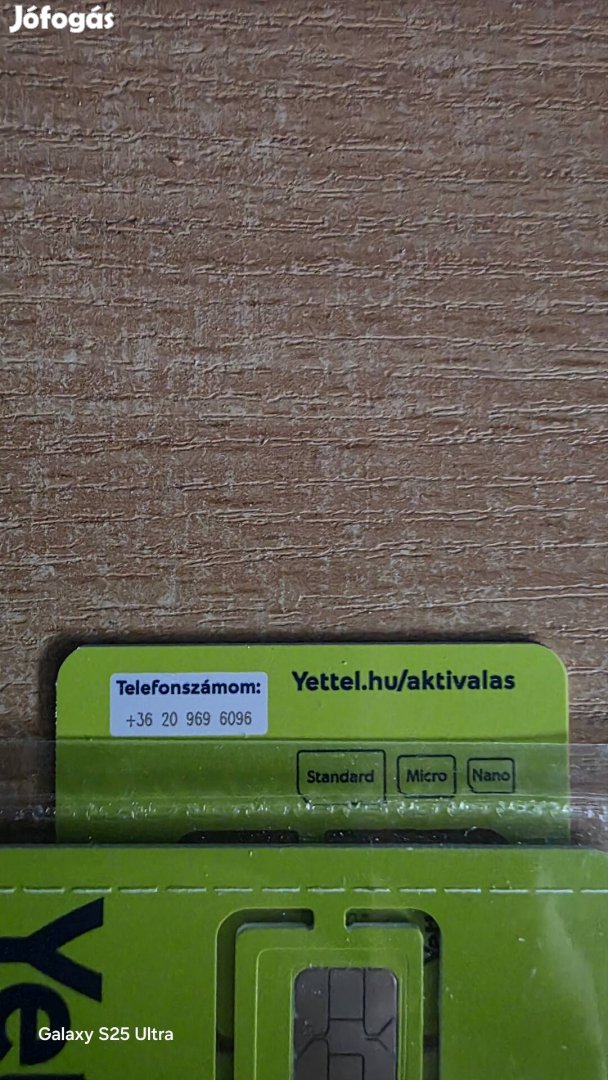 Jófogás
Telefonszámom:
+36 20 969 6096
Yettel.hu/aktivalas
Standard
Micro
Nano
Galaxy S25 Ultra